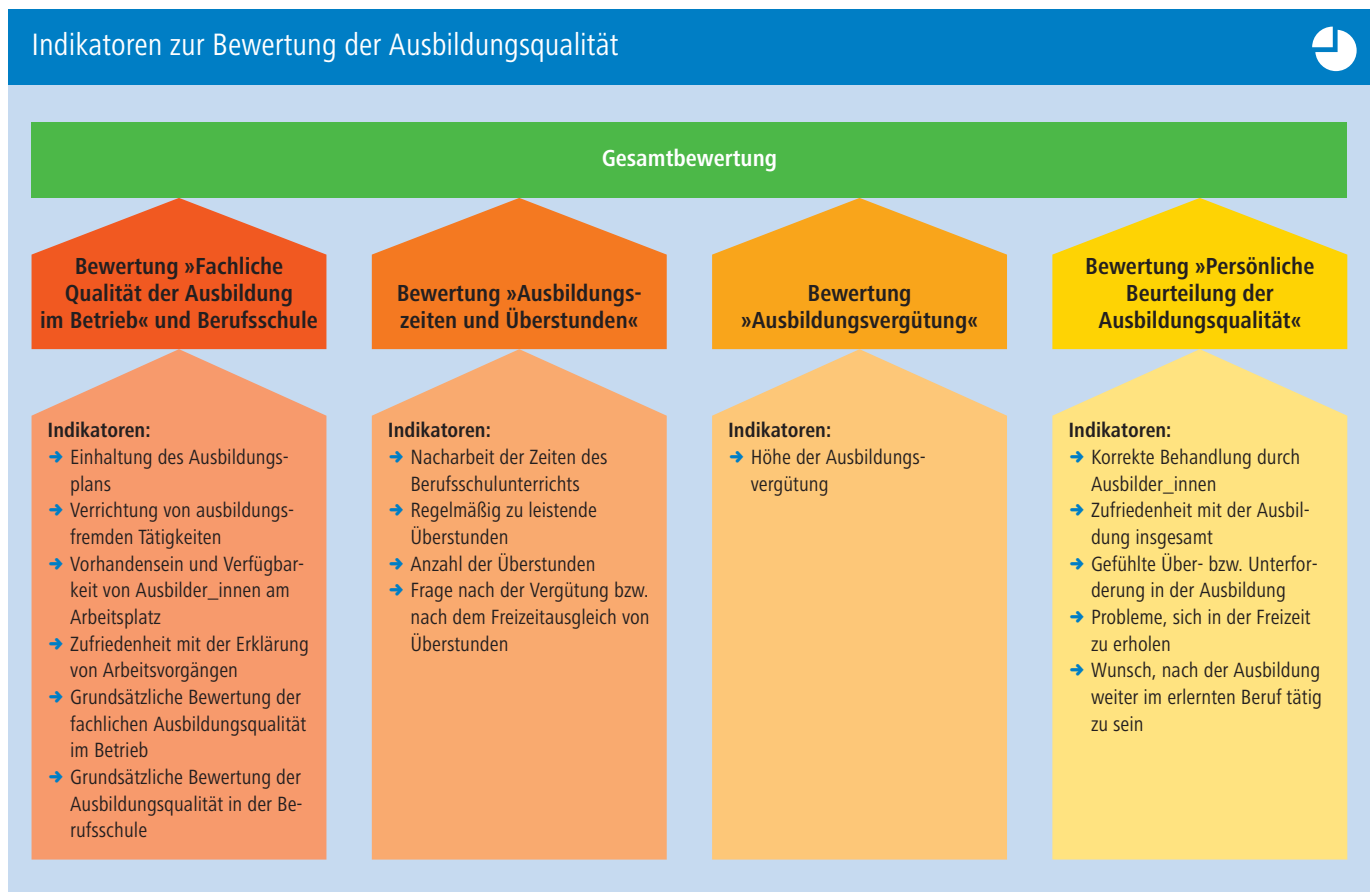 Indikatoren zur Bewertung der Ausbildungsqualität
Gesamtbewertung
Bewertung »Fachliche
Qualität der Ausbildung
im Betrieb« und Berufsschule
Bewertung »Ausbildungs-
zeiten und Überstunden«
Bewertung
»Ausbildungsvergütung«
Bewertung »Persönliche
Beurteilung der
Ausbildungsqualität«
Indikatoren:
➔ Einhaltung des Ausbildungs-
plans
➔ Verrichtung von ausbildungs-
fremden Tätigkeiten
➔ Vorhandensein und Verfügbar-
keit von Ausbilder_innen am
Arbeitsplatz
➔ Zufriedenheit mit der Erklärung
von Arbeitsvorgängen
➔ Grundsätzliche Bewertung der
fachlichen Ausbildungsqualität
im Betrieb
➔ Grundsätzliche Bewertung der
Ausbildungsqualität in der Be-
rufsschule
Indikatoren:
➔ Nacharbeit der Zeiten des
Berufsschulunterrichts
➔ Regelmäßig zu leistende
Überstunden
➔ Anzahl der Überstunden
➔ Frage nach der Vergütung bzw.
nach dem Freizeitausgleich von
Überstunden
Indikatoren:
➔ Höhe der Ausbildungs-
vergütung
Indikatoren:
➔ Korrekte Behandlung durch
Ausbilder_innen
➔ Zufriedenheit mit der Ausbil-
dung insgesamt
➔ Gefühlte Über- bzw. Unterfor-
derung in der Ausbildung
➔ Probleme, sich in der Freizeit
zu erholen
➔ Wunsch, nach der Ausbildung
weiter im erlernten Beruf tätig
zu sein